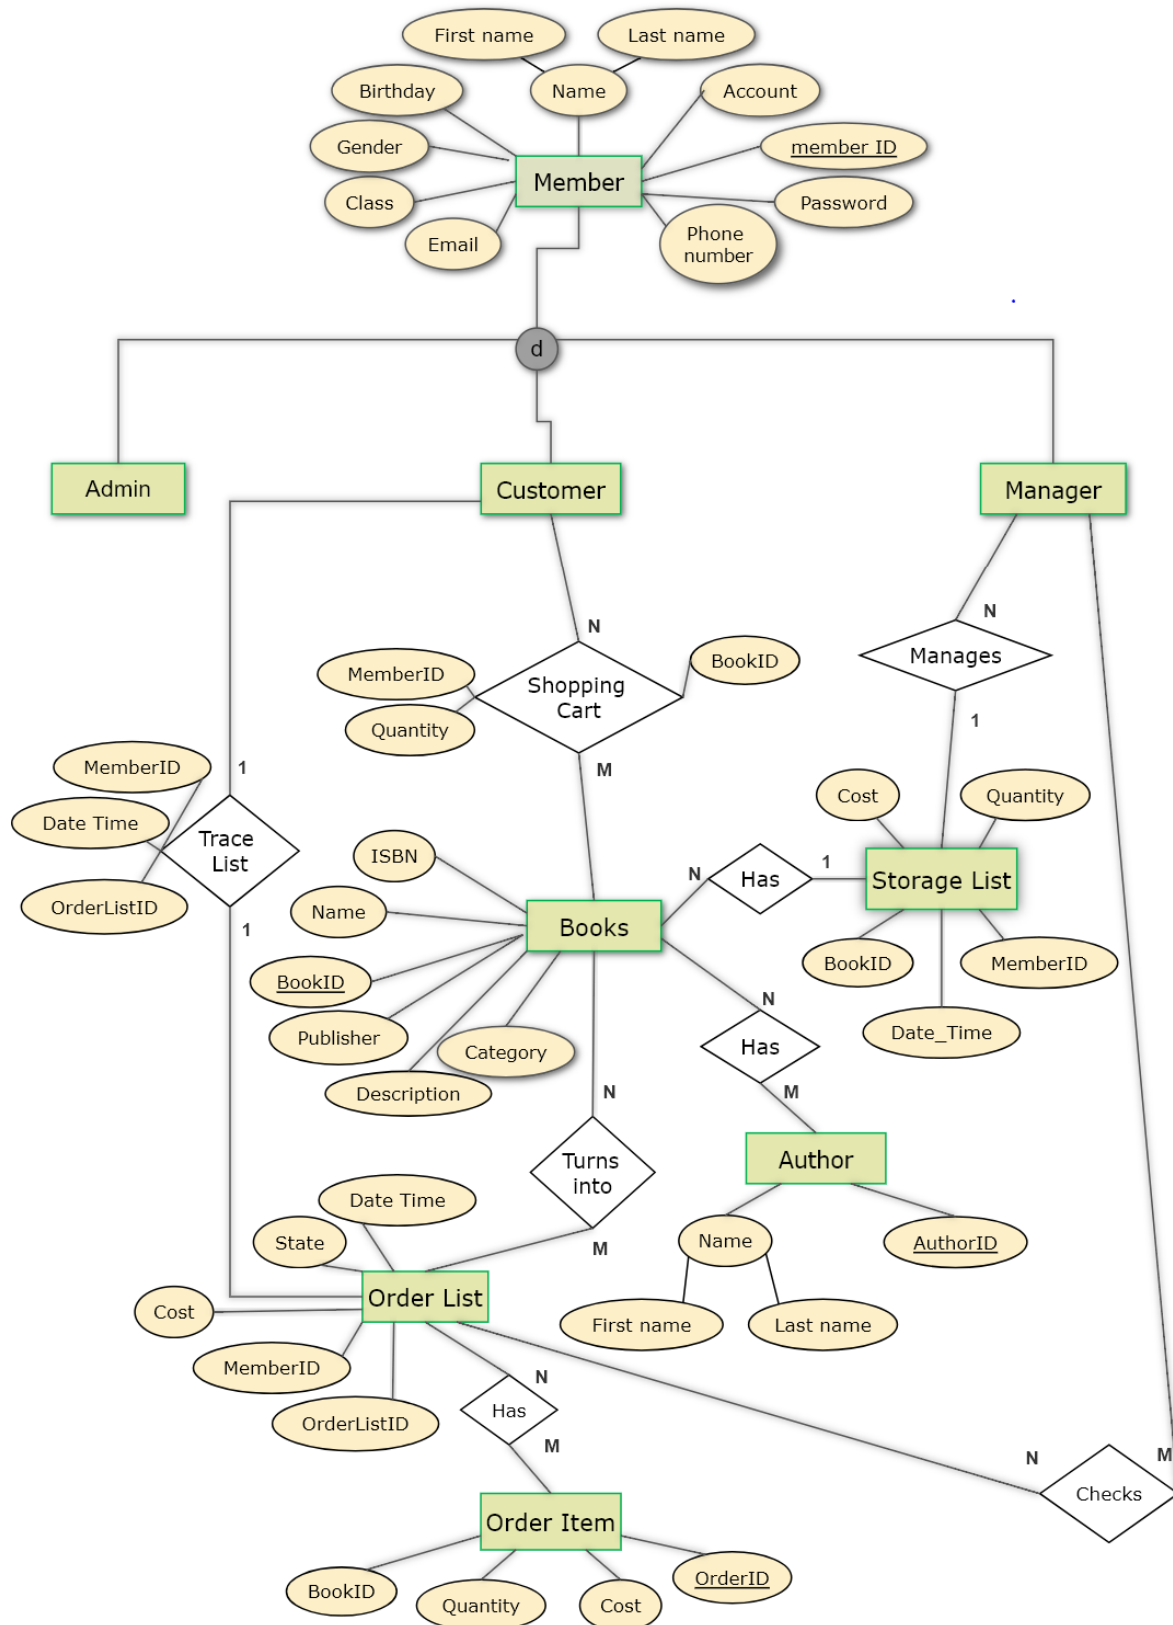 First name
Last name
Birthday
Name
Account
Gender
member ID
Member
Class
Password
Email
Phone
number
d
Admin
Customer
Manager
N
N
Manages
BookID
MemberID
Shopping
Cart
Quantity
1
M
1
MemberID
Cost
Quantity
Date Time
Trace
List
ISBN
N
Has
1
Storage List
OrderListID
Name
Books
1
BookID
BookID
MemberID
N
Publisher
Category
Has
Date_Time
Description
N
M
Turns
into
Author
Date Time
State
M
Name
AuthorID
Order List
Cost
First name
Last name
MemberID
N
OrderListID
Has
M
N
M
Checks
Order Item
BookID
Quantity
Cost
OrderID